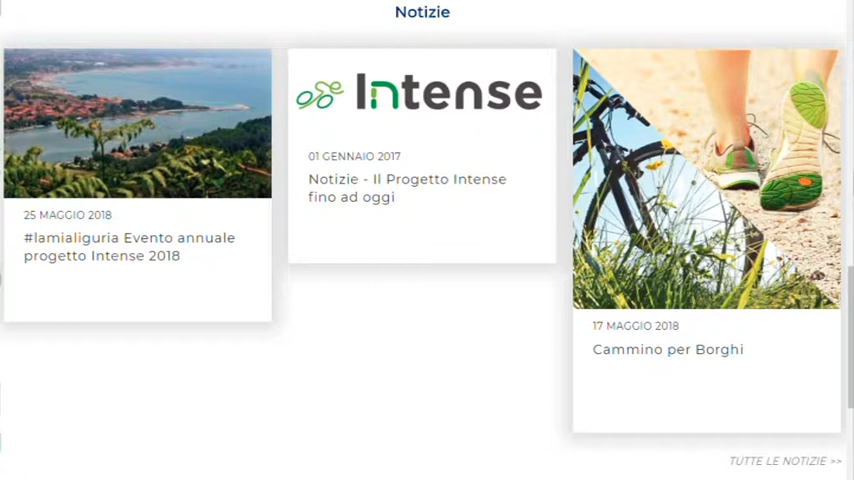 Notizie
25 MAGGIO 2018
#lamialiguria Evento annuale
progetto Intense 2018
Intense
01 GENNAIO 2017
Notizie - Il Progetto Intense
fino ad oggi
17 MAGGIO 2018
Cammino per Borghi
TUTTE LE NOTIZIE >>